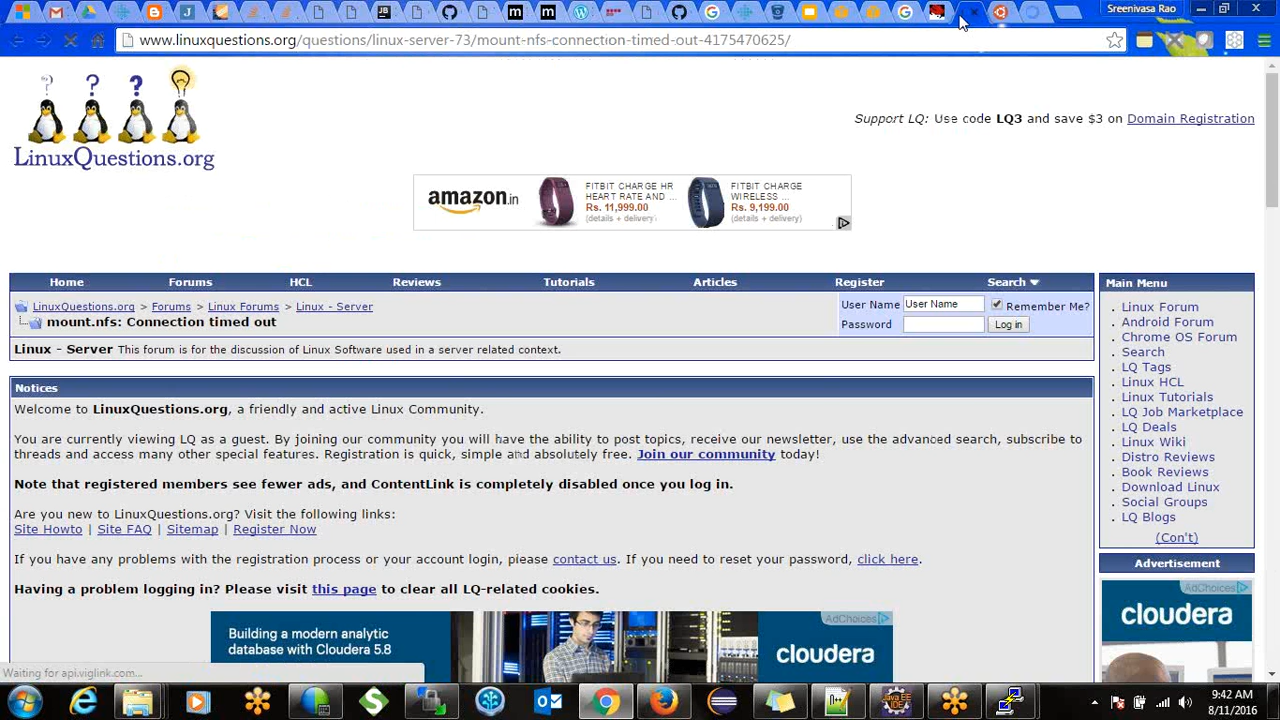 Sreenivasa Rao
www.linuxquestions.org/questions/linux-server-73/mount-nfs-connection-timed-out-4175470625/
LinuxQuestions.org
Support LQ: Use code LQ3 and save $3 on Domain Registration
amazon.in
FITBIT CHARGE HR
HEART RATE AND ...
Rs. 11,999.00
(details + delivery)
FITBIT CHARGE
WIRELESS ...
Rs. 9,199.00
(details + delivery)
Home Forums HCL Reviews Tutorials Articles Register Search
LinuxQuestions.org > Forums > Linux Forums > Linux - Server
mount.nfs: Connection timed out
User Name User Name Remember Me?
Password Log in
Linux - Server This forum is for the discussion of Linux Software used in a server related context.
Notices
Welcome to LinuxQuestions.org, a friendly and active Linux Community.
You are currently viewing LQ as a guest. By joining our community you will have the ability to post topics, receive our newsletter, use the advanced search, subscribe to
threads and access many other special features. Registration is quick, simple and absolutely free. Join our community today!
Note that registered members see fewer ads, and ContentLink is completely disabled once you log in.
Are you new to LinuxQuestions.org? Visit the following links:
Site Howto | Site FAQ | Sitemap | Register Now
If you have any problems with the registration process or your account login, please contact us. If you need to reset your password, click here.
Having a problem logging in? Please visit this page to clear all LQ-related cookies.
AdChoices
Building a modern analytic
database with Cloudera 5.8
cloudera
Main Menu
. Linux Forum
. Android Forum
. Chrome OS Forum
. Search
. LQ Tags
. Linux HCL
. Linux Tutorials
. LQ Job Marketplace
. LQ Deals
. Linux Wiki
. Distro Reviews
. Book Reviews
. Download Linux
. Social Groups
. LQ Blogs
(Con't)
Advertisement
AdChoices
cloudera
Waiting for api.viglink.com...
9:42 AM
8/11/2016